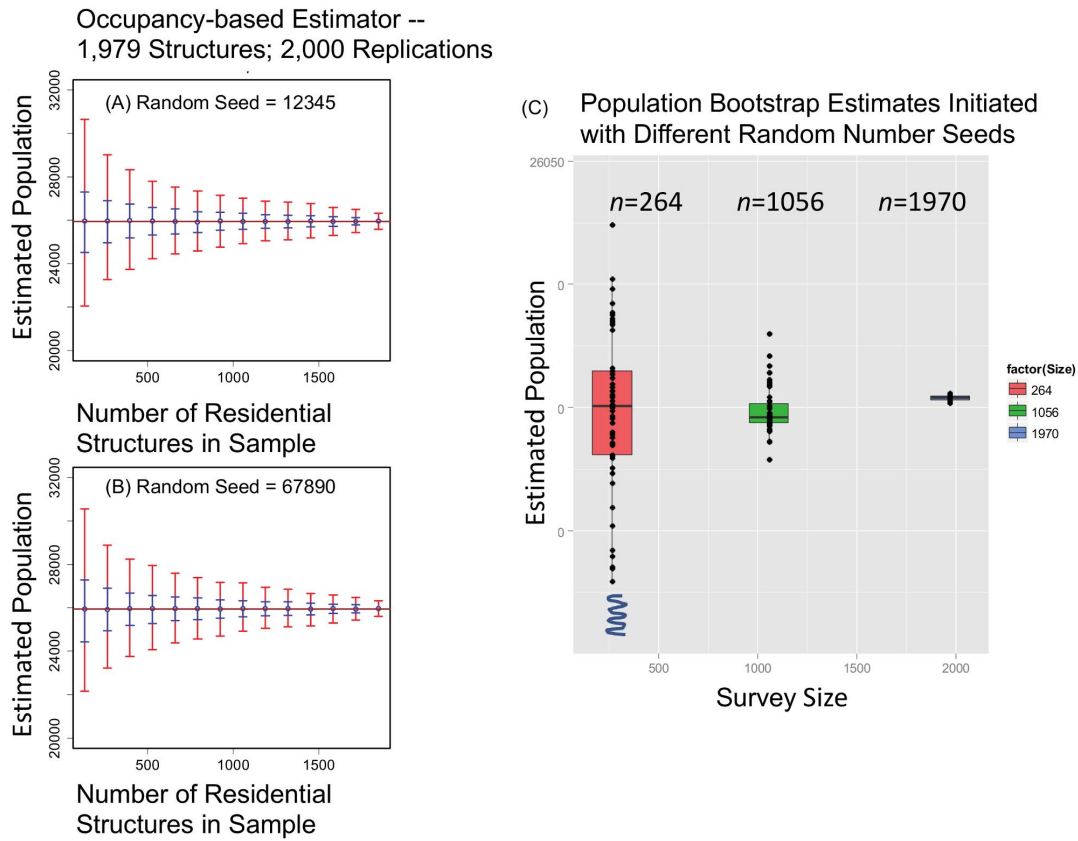 Occupancy-based Estimator --
1,979 Structures; 2,000 Replications
(A) Random Seed = 12345
Estimated Population
32000
28000
24000
20000
500 1000 1500
Number of Residential
Structures in Sample
(B) Random Seed = 67890
Estimated Population
32000
28000
24000
20000
500 1000 1500
Number of Residential
Structures in Sample
(C) Population Bootstrap Estimates Initiated
with Different Random Number Seeds
26050
n=264 n=1056 n=1970
0
0
0
Estimated Population
500 1000 1500 2000
Survey Size
factor(Size)
264
1056
1970